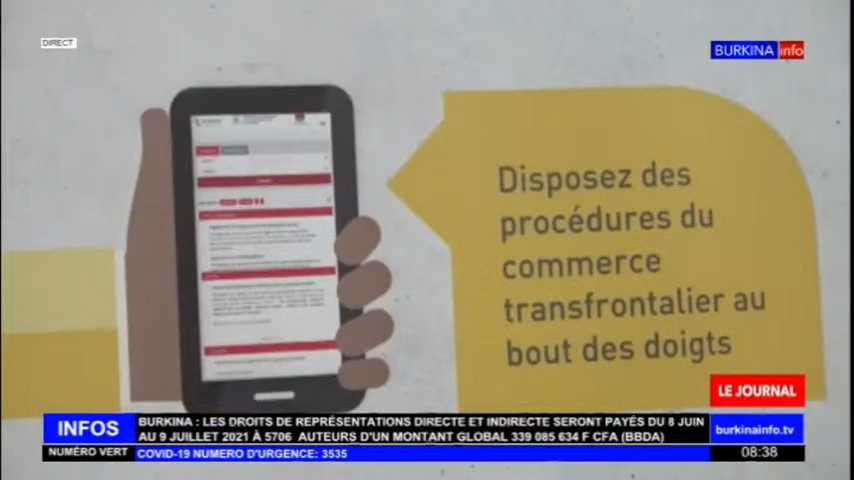 DIRECT
BURKINA info
Disposez des
procédures du
commerce
transfrontalier au
bout des doigts
LE JOURNAL
INFOS
BURKINA : LES DROITS DE REPRÉSENTATIONS DIRECTE ET INDIRECTE SERONT PAYÉS DU 8 JUIN
AU 9 JUILLET 2021 À 5706 AUTEURS D'UN MONTANT GLOBAL 339 085 634 F CFA (BBDA)
burkinainfo.tv
NUMÉRO VERT
COVID-19 NUMERO D'URGENCE: 3535
08:38